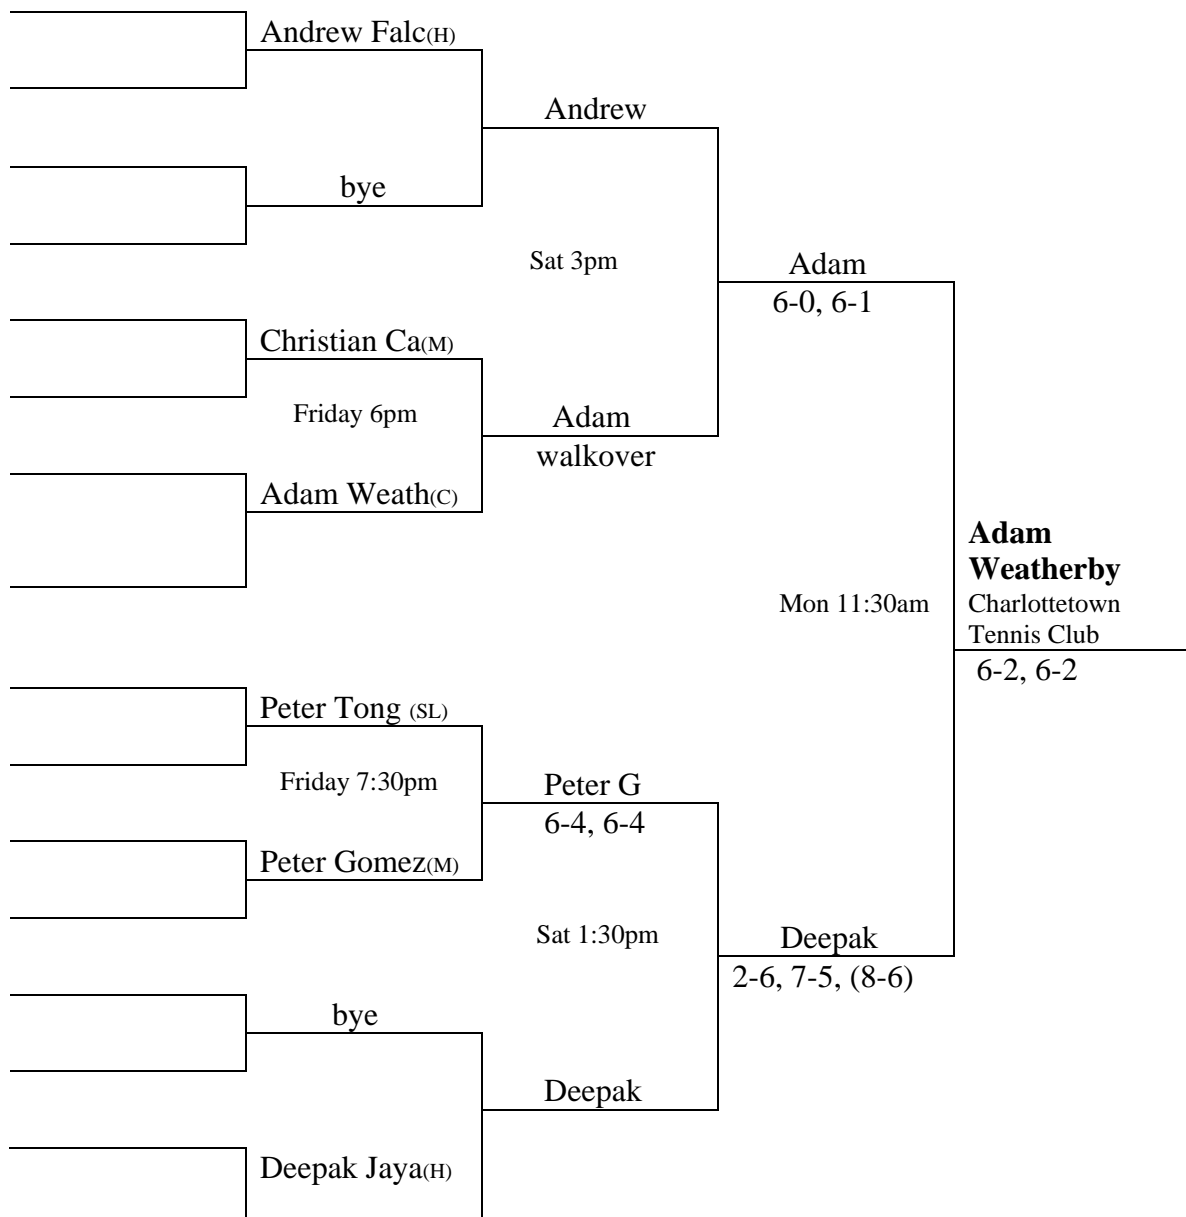 Andrew Falc(H)
Andrew
bye
Sat 3pm
Adam
6-0, 6-1
Christian Ca(M)
Friday 6pm
Adam
walkover
Adam Weath(C)
Adam
Weatherby
Mon 11:30am
Charlottetown
Tennis Club
6-2, 6-2
Peter Tong (SL)
Friday 7:30pm
Peter G
6-4, 6-4
Peter Gomez(M)
Sat 1:30pm
Deepak
2-6, 7-5, (8-6)
bye
Deepak
Deepak Jaya(H)